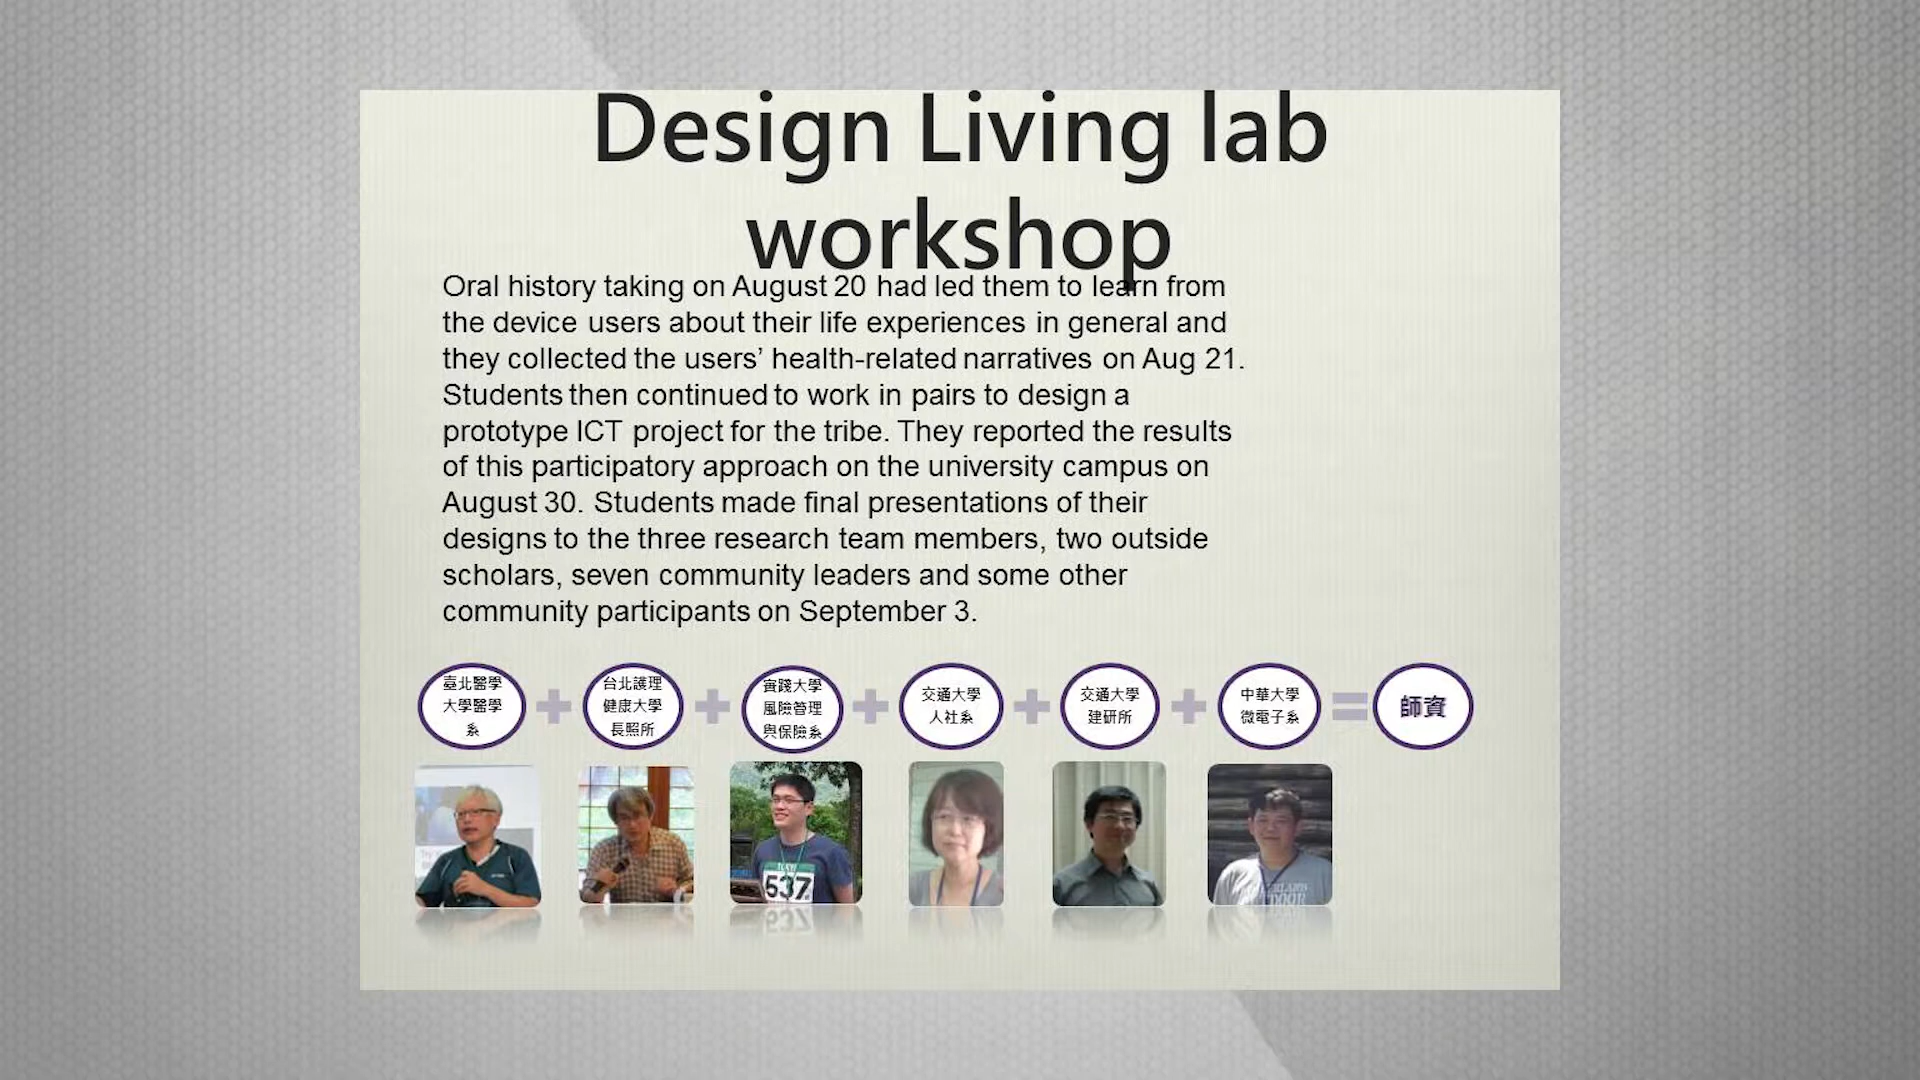 Design Living lab
workshop
Oral history taking on August 20 had led them to learn from
the device users about their life experiences in general and
they collected the users’ health-related narratives on Aug 21.
Students then continued to work in pairs to design a
prototype ICT project for the tribe. They reported the results
of this participatory approach on the university campus on
August 30. Students made final presentations of their
designs to the three research team members, two outside
scholars, seven community leaders and some other
community participants on September 3.
臺北醫學
大學醫學
系
台北護理
健康大學
長照所
實踐大學
風險管理
與保險系
交通大學
人社系
交通大學
建研所
中華大學
微電子系
師資
537